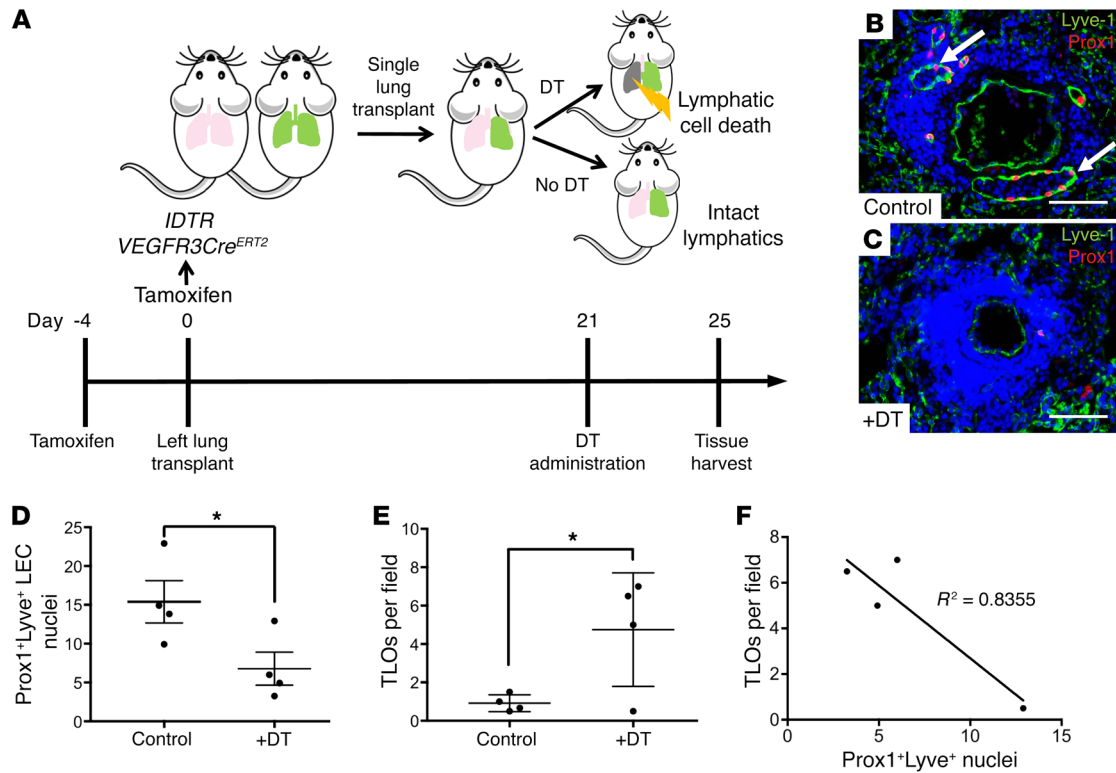 A
Single
lung
transplant
DT
No DT
Lymphatic
cell death
Intact
lymphatics
IDTR
VEGFR3Cre^ERT2
Tamoxifen
Day -4 0 21 25
Tamoxifen
Left lung
transplant
DT
administration
Tissue
harvest
B
Lyve-1
Prox1
Control
C
Lyve-1
Prox1
+DT
D
Prox1⁺Lyve⁺ LEC
nuclei
25
20
15
10
5
0
*
Control
+DT
E
TLOs per field
10
8
6
4
2
0
*
Control
+DT
F
TLOs per field
8
6
4
2
0
R² = 0.8355
0 5 10 15
Prox1⁺Lyve⁺ nuclei